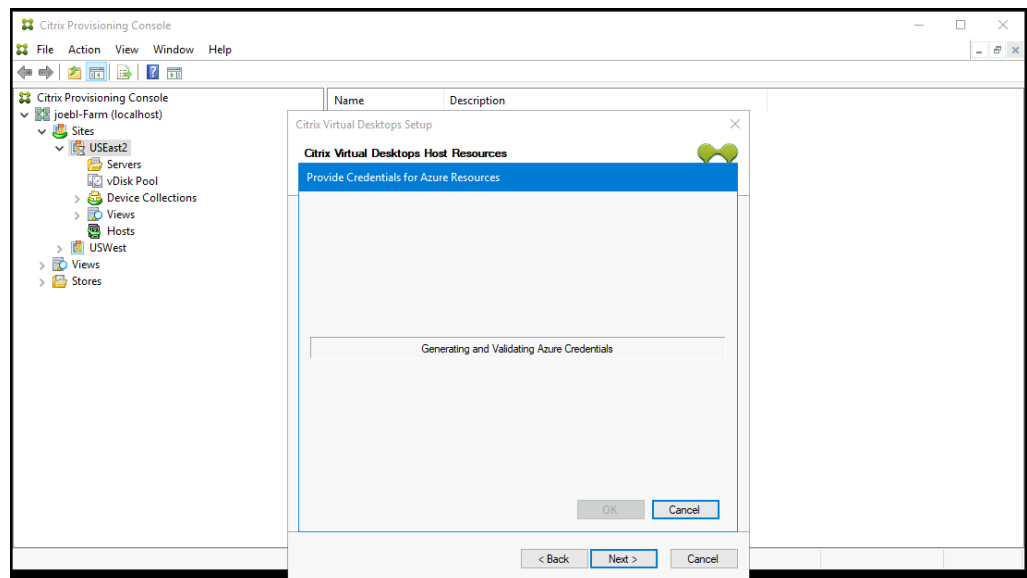 Citrix Provisioning Console
File Action View Window Help
Citrix Provisioning Console
joebl-Farm (localhost)
Sites
USEast2
Servers
vDisk Pool
Device Collections
Views
Hosts
USWest
Views
Stores
Name Description
Citrix Virtual Desktops Setup
Citrix Virtual Desktops Host Resources
Provide Credentials for Azure Resources
Generating and Validating Azure Credentials
OK Cancel
< Back Next > Cancel